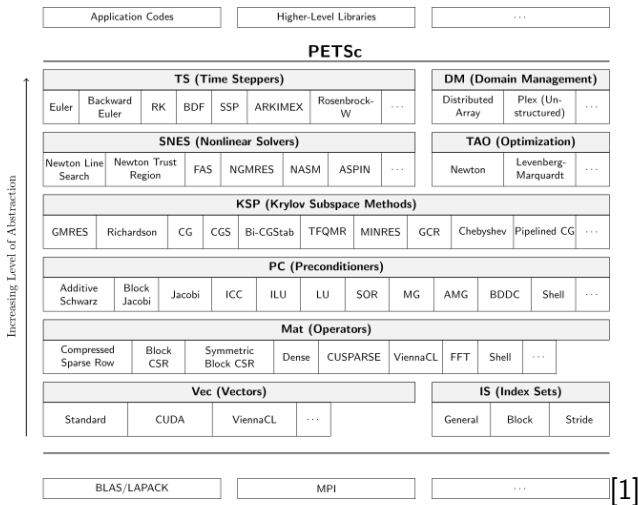 Application Codes
Higher-Level Libraries
···
PETSc
Increasing Level of Abstraction
TS (Time Steppers)
Euler
Backward
Euler
RK
BDF
SSP
ARKIMEX
Rosenbrock-
W
···
DM (Domain Management)
Distributed
Array
Plex (Un-
structured)
···
SNES (Nonlinear Solvers)
Newton Line
Search
Newton Trust
Region
FAS
NGMRES
NASM
ASPIN
···
TAO (Optimization)
Newton
Levenberg-
Marquardt
···
KSP (Krylov Subspace Methods)
GMRES
Richardson
CG
CGS
Bi-CGStab
TFQMR
MINRES
GCR
Chebyshev
Pipelined CG
···
PC (Preconditioners)
Additive
Schwarz
Block
Jacobi
Jacobi
ICC
ILU
LU
SOR
MG
AMG
BDDC
Shell
···
Mat (Operators)
Compressed
Sparse Row
Block
CSR
Symmetric
Block CSR
Dense
CUSPARSE
ViennaCL
FFT
Shell
···
Vec (Vectors)
Standard
CUDA
ViennaCL
···
IS (Index Sets)
General
Block
Stride
BLAS/LAPACK
MPI
···
[1]